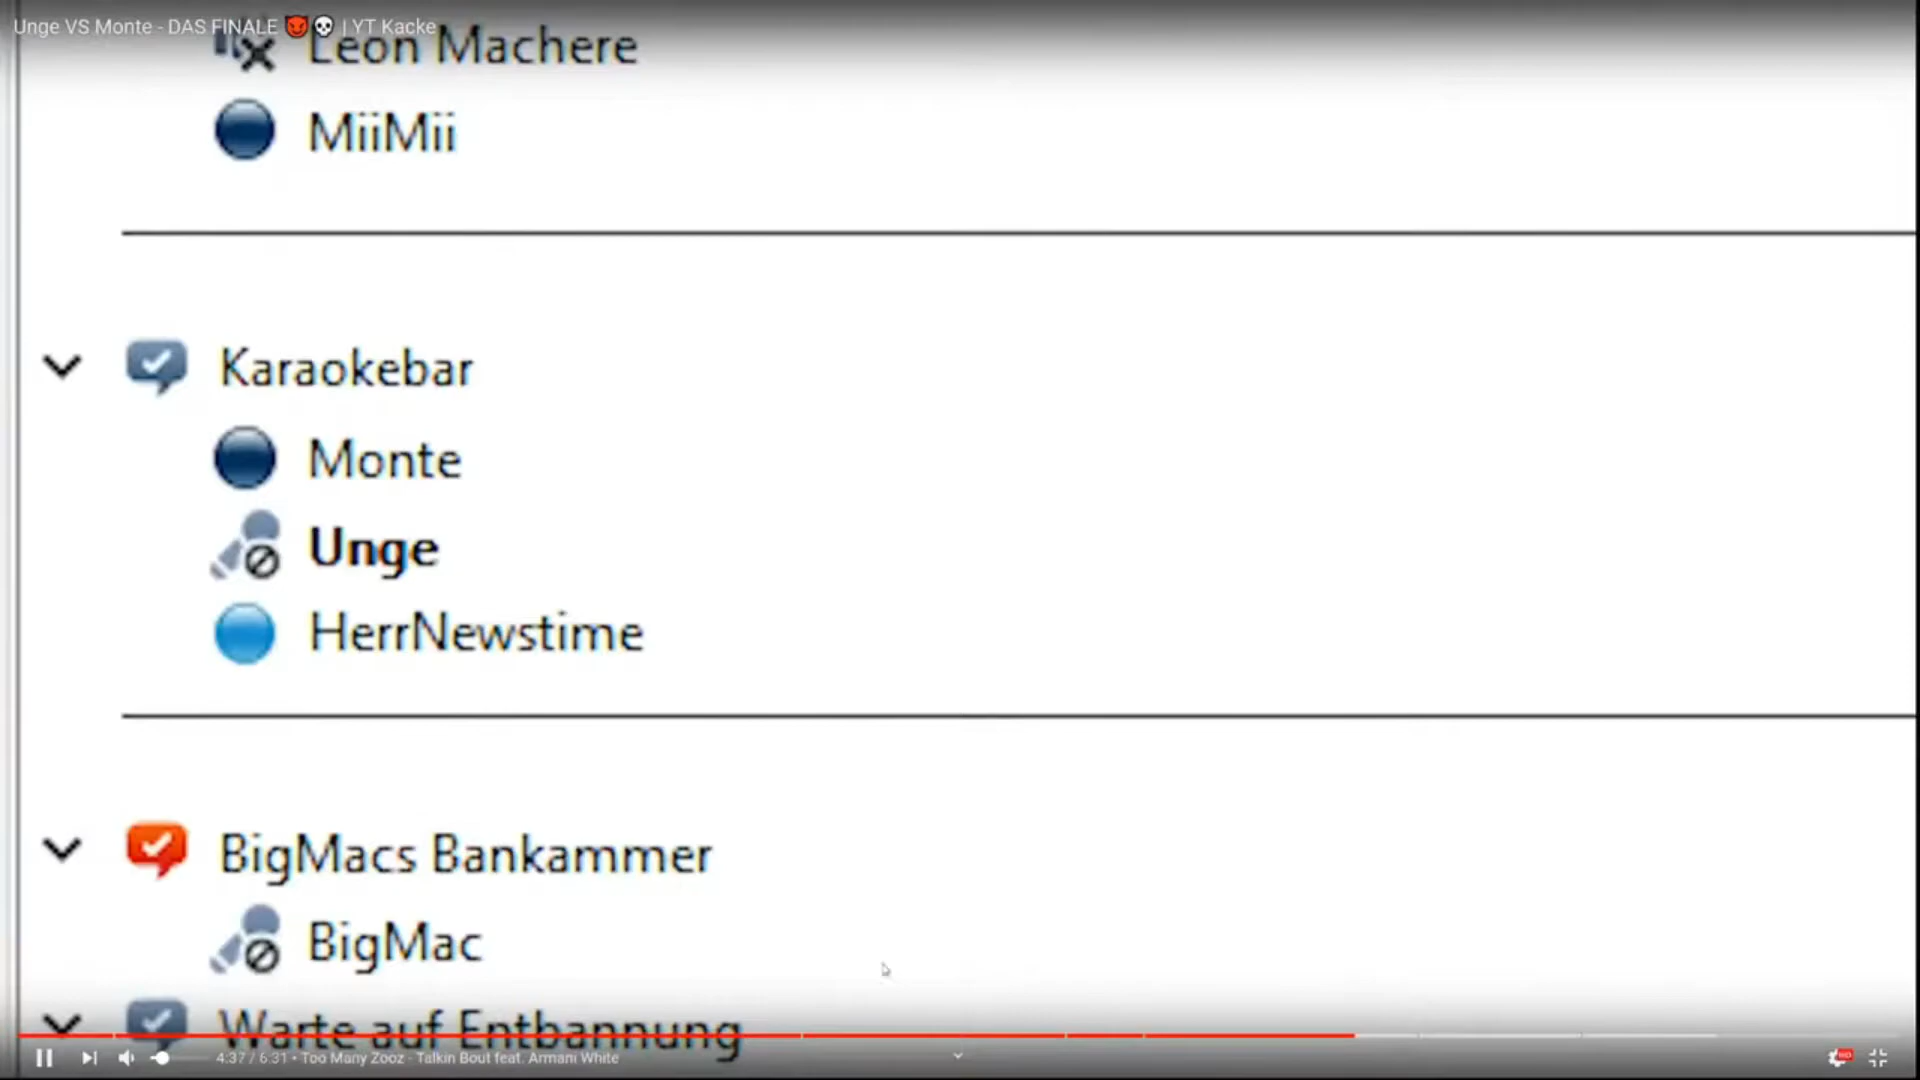 Unge VS Monte - DAS FINALE 😈💀 | YT Kacke
Leon Machere
MiiMii
Karaokebar
Monte
Unge
HerrNewstime
BigMacs Bankammer
BigMac
Warte auf Entbannung
4:37 / 6:31 • Too Many Zooz - Talkin Bout feat. Armani White
HD